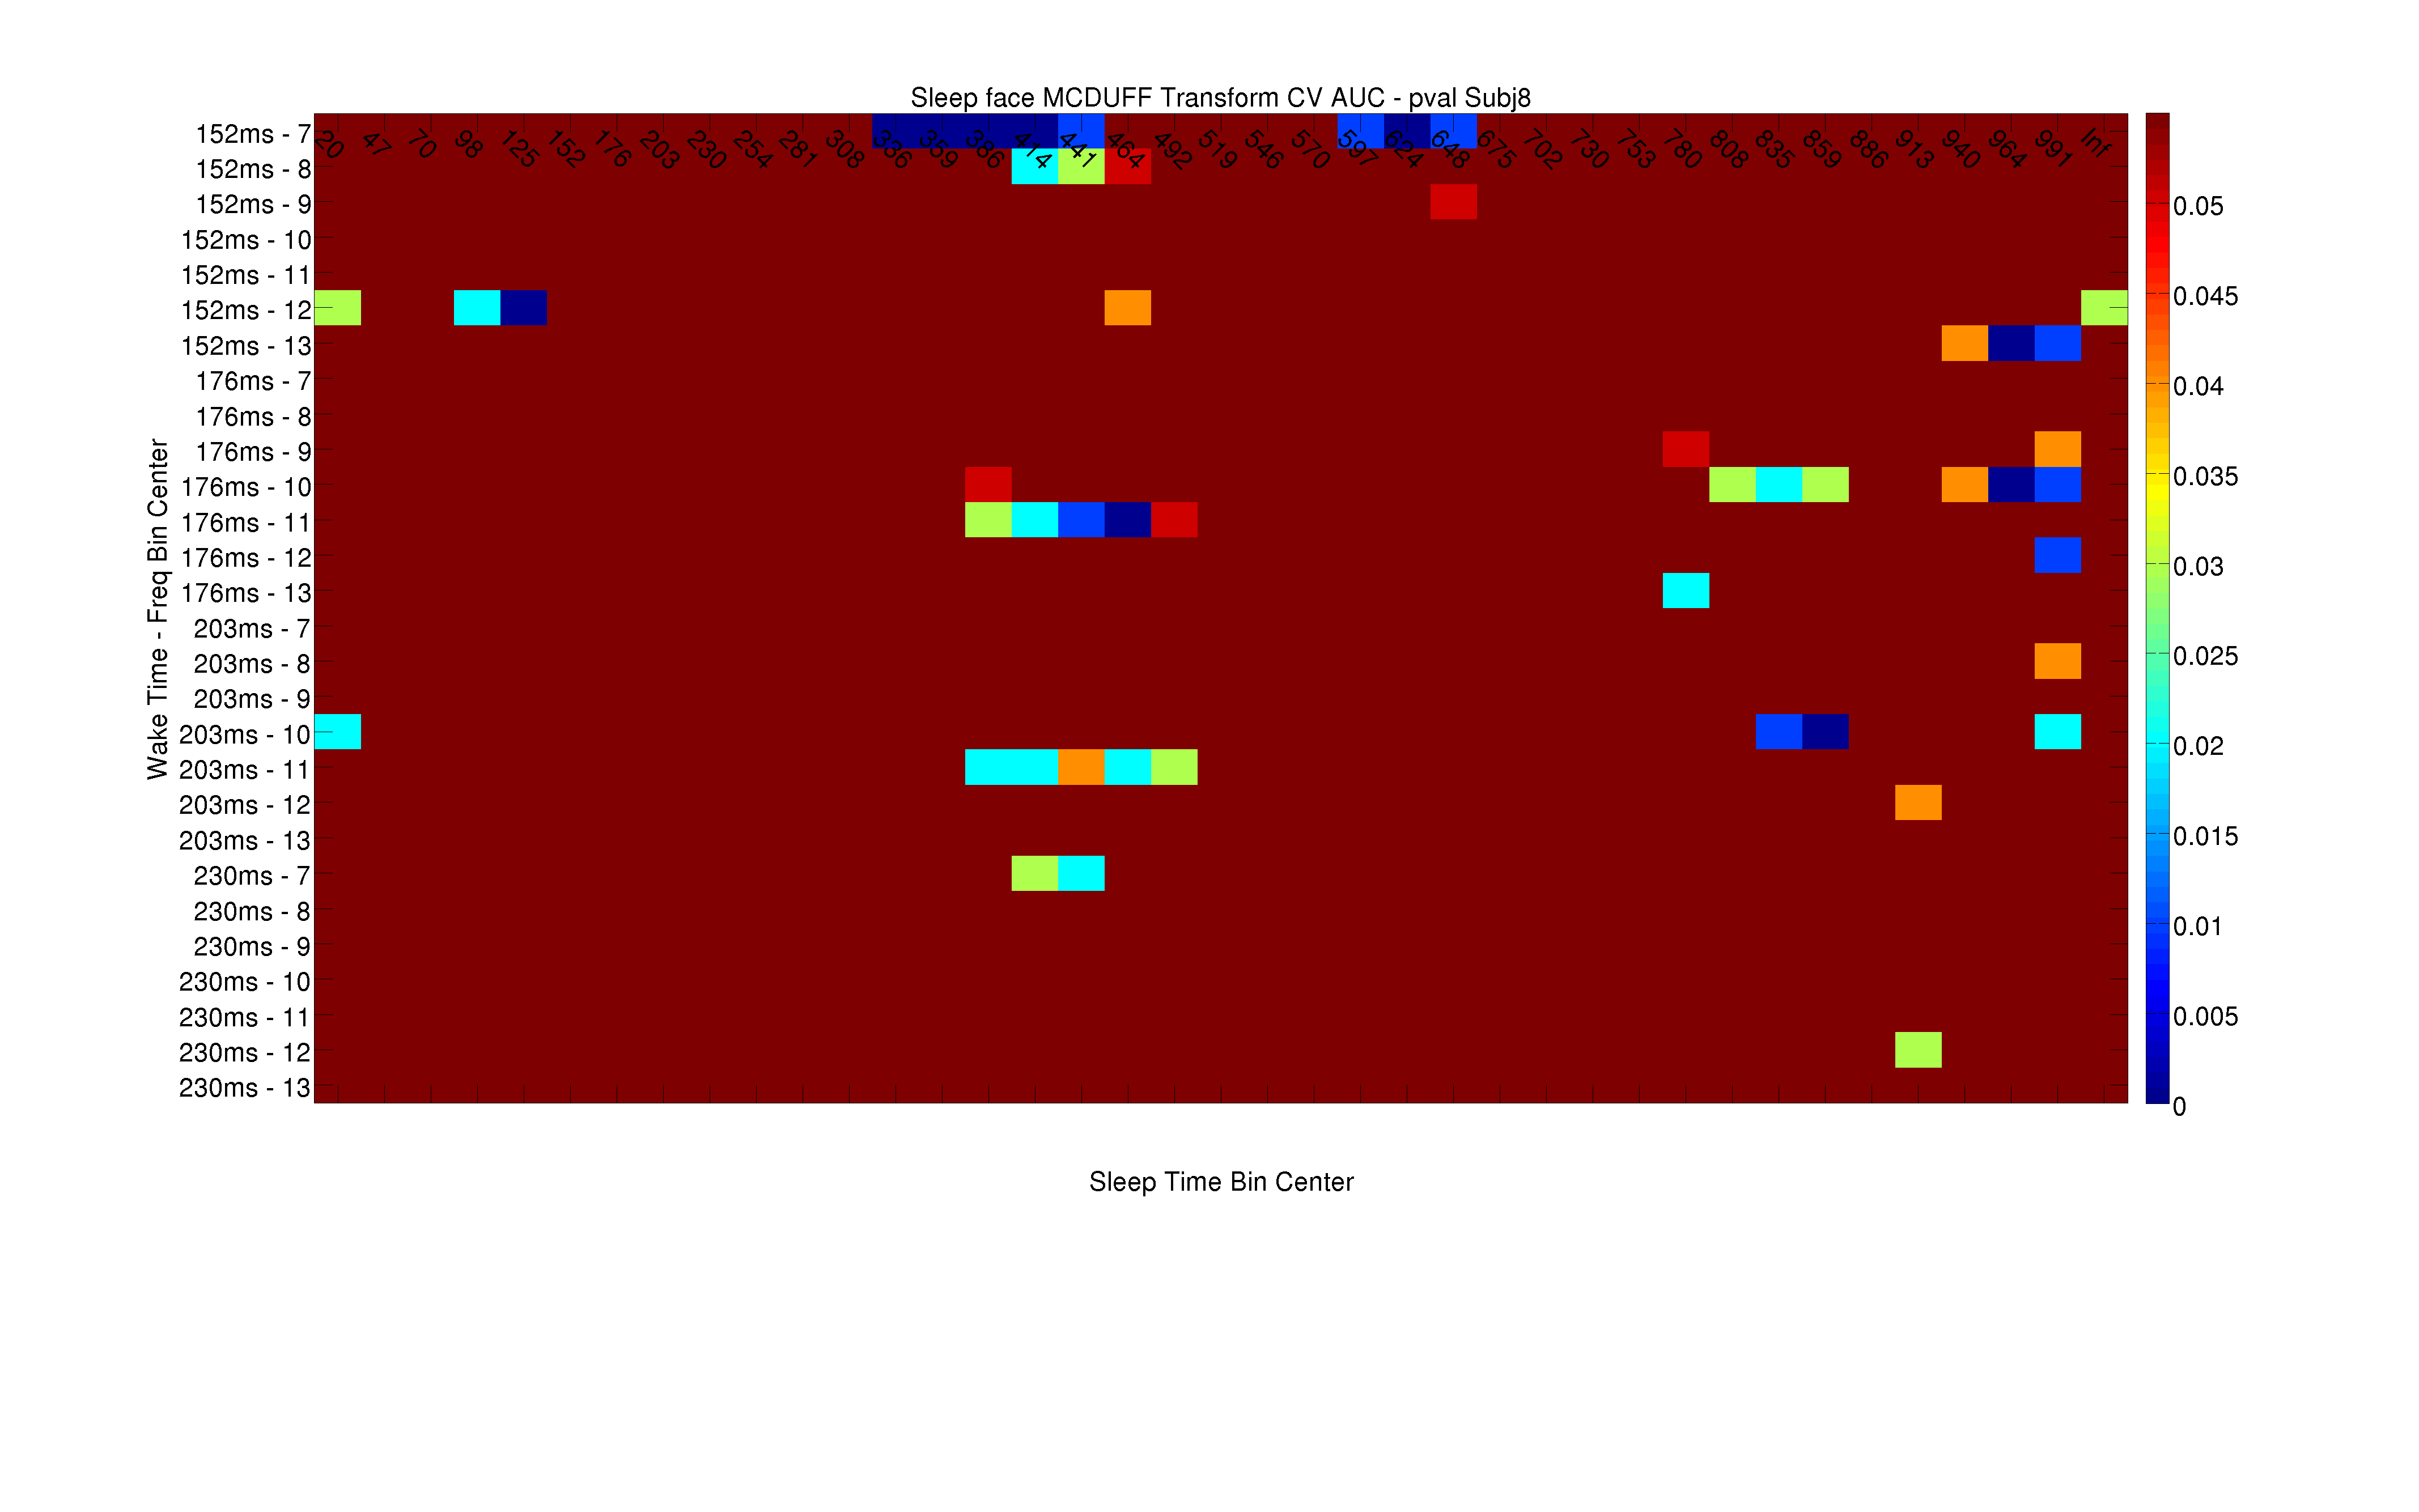 Sleep face MCDUFF Transform CV AUC - pval Subj8
20 47 70 98 125 152 176 203 230 254 281 308 336 359 386 414 441 464 492 519 546 570 597 624 648 675 702 730 753 780 808 835 859 886 913 940 964 991 Inf
Wake Time - Freq Bin Center
152ms - 7
152ms - 8
152ms - 9
152ms - 10
152ms - 11
152ms - 12
152ms - 13
176ms - 7
176ms - 8
176ms - 9
176ms - 10
176ms - 11
176ms - 12
176ms - 13
203ms - 7
203ms - 8
203ms - 9
203ms - 10
203ms - 11
203ms - 12
203ms - 13
230ms - 7
230ms - 8
230ms - 9
230ms - 10
230ms - 11
230ms - 12
230ms - 13
0.05
0.045
0.04
0.035
0.03
0.025
0.02
0.015
0.01
0.005
0
Sleep Time Bin Center